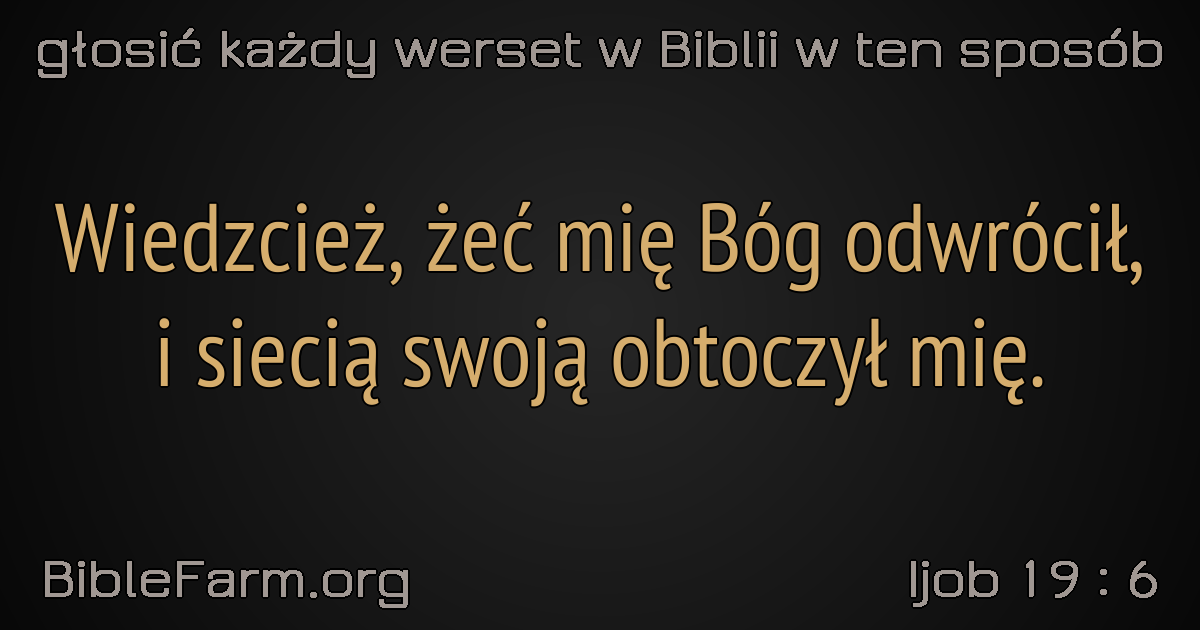 głosić każdy werset w Biblii w ten sposób
Wiedzcież, żeć mię Bóg odwrócił,
i siecią swoją obtoczył mię.
BibleFarm.org
Ijob 19 : 6